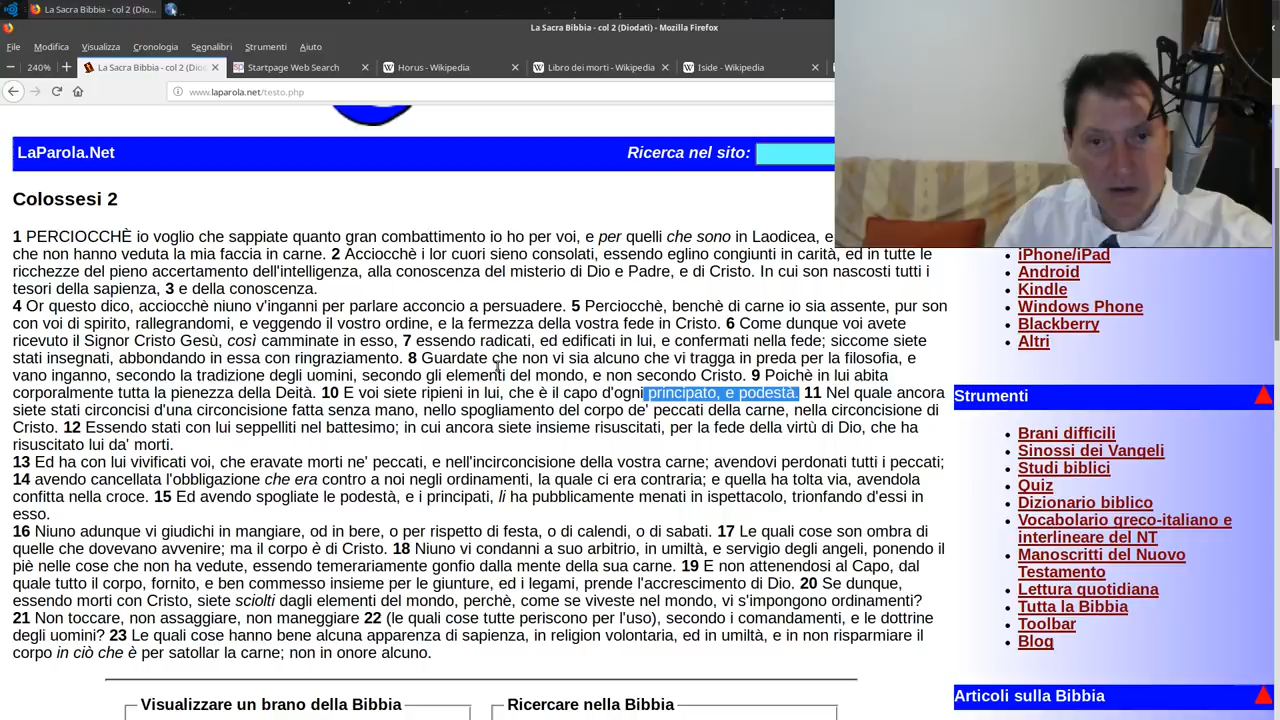 La Sacra Bibbia - col 2 (Dio...
La Sacra Bibbia - col 2 (Diodati) - Mozilla Firefox
File Modifica Visualizza Cronologia Segnalibri Strumenti Aiuto
240% La Sacra Bibbia - col 2 (Diod Startpage Web Search Horus - Wikipedia Libro dei morti - Wikipedia Iside - Wikipedia
www.laparola.net/testo.php
LaParola.Net Ricerca nel sito:
Colossesi 2
1 PERCIOCCHÈ io voglio che sappiate quanto gran combattimento io ho per voi, e per quelli che sono in Laodicea, e
che non hanno veduta la mia faccia in carne. 2 Acciocchè i lor cuori sieno consolati, essendo eglino congiunti in carità, ed in tutte le
ricchezze del pieno accertamento dell'intelligenza, alla conoscenza del misterio di Dio e Padre, e di Cristo. In cui son nascosti tutti i
tesori della sapienza, 3 e della conoscenza.
4 Or questo dico, acciocchè niuno v'inganni per parlare acconcio a persuadere. 5 Perciocchè, benchè di carne io sia assente, pur son
con voi di spirito, rallegrandomi, e veggendo il vostro ordine, e la fermezza della vostra fede in Cristo. 6 Come dunque voi avete
ricevuto il Signor Cristo Gesù, così camminate in esso, 7 essendo radicati, ed edificati in lui, e confermati nella fede; siccome siete
stati insegnati, abbondando in essa con ringraziamento. 8 Guardate che non vi sia alcuno che vi tragga in preda per la filosofia, e
vano inganno, secondo la tradizione degli uomini, secondo gli elementi del mondo, e non secondo Cristo. 9 Poichè in lui abita
corporalmente tutta la pienezza della Deità. 10 E voi siete ripieni in lui, che è il capo d'ogni principato, e podestà. 11 Nel quale ancora
siete stati circoncisi d'una circoncisione fatta senza mano, nello spogliamento del corpo de' peccati della carne, nella circoncisione di
Cristo. 12 Essendo stati con lui seppelliti nel battesimo; in cui ancora siete insieme risuscitati, per la fede della virtù di Dio, che ha
risuscitato lui da' morti.
13 Ed ha con lui vivificati voi, che eravate morti ne' peccati, e nell'incirconcisione della vostra carne; avendovi perdonati tutti i peccati;
14 avendo cancellata l'obbligazione che era contro a noi negli ordinamenti, la quale ci era contraria; e quella ha tolta via, avendola
confitta nella croce. 15 Ed avendo spogliate le podestà, e i principati, li ha pubblicamente menati in ispettacolo, trionfando d'essi in
esso.
16 Niuno adunque vi giudichi in mangiare, od in bere, o per rispetto di festa, o di calendi, o di sabati. 17 Le quali cose son ombra di
quelle che dovevano avvenire; ma il corpo è di Cristo. 18 Niuno vi condanni a suo arbitrio, in umiltà, e servigio degli angeli, ponendo il
piè nelle cose che non ha vedute, essendo temerariamente gonfio dalla mente della sua carne. 19 E non attenendosi al Capo, dal
quale tutto il corpo, fornito, e ben commesso insieme per le giunture, ed i legami, prende l'accrescimento di Dio. 20 Se dunque,
essendo morti con Cristo, siete sciolti dagli elementi del mondo, perchè, come se viveste nel mondo, vi s'impongono ordinamenti?
21 Non toccare, non assaggiare, non maneggiare 22 (le quali cose tutte periscono per l'uso), secondo i comandamenti, e le dottrine
degli uomini? 23 Le quali cose hanno bene alcuna apparenza di sapienza, in religion volontaria, ed in umiltà, e in non risparmiare il
corpo in ciò che è per satollar la carne; non in onore alcuno.
Visualizzare un brano della Bibbia Ricercare nella Bibbia
iPhone/iPad
Android
Kindle
Windows Phone
Blackberry
Altri
Strumenti
Brani difficili
Sinossi dei Vangeli
Studi biblici
Quiz
Dizionario biblico
Vocabolario greco-italiano e
interlineare del NT
Manoscritti del Nuovo
Testamento
Lettura quotidiana
Tutta la Bibbia
Toolbar
Blog
Articoli sulla Bibbia